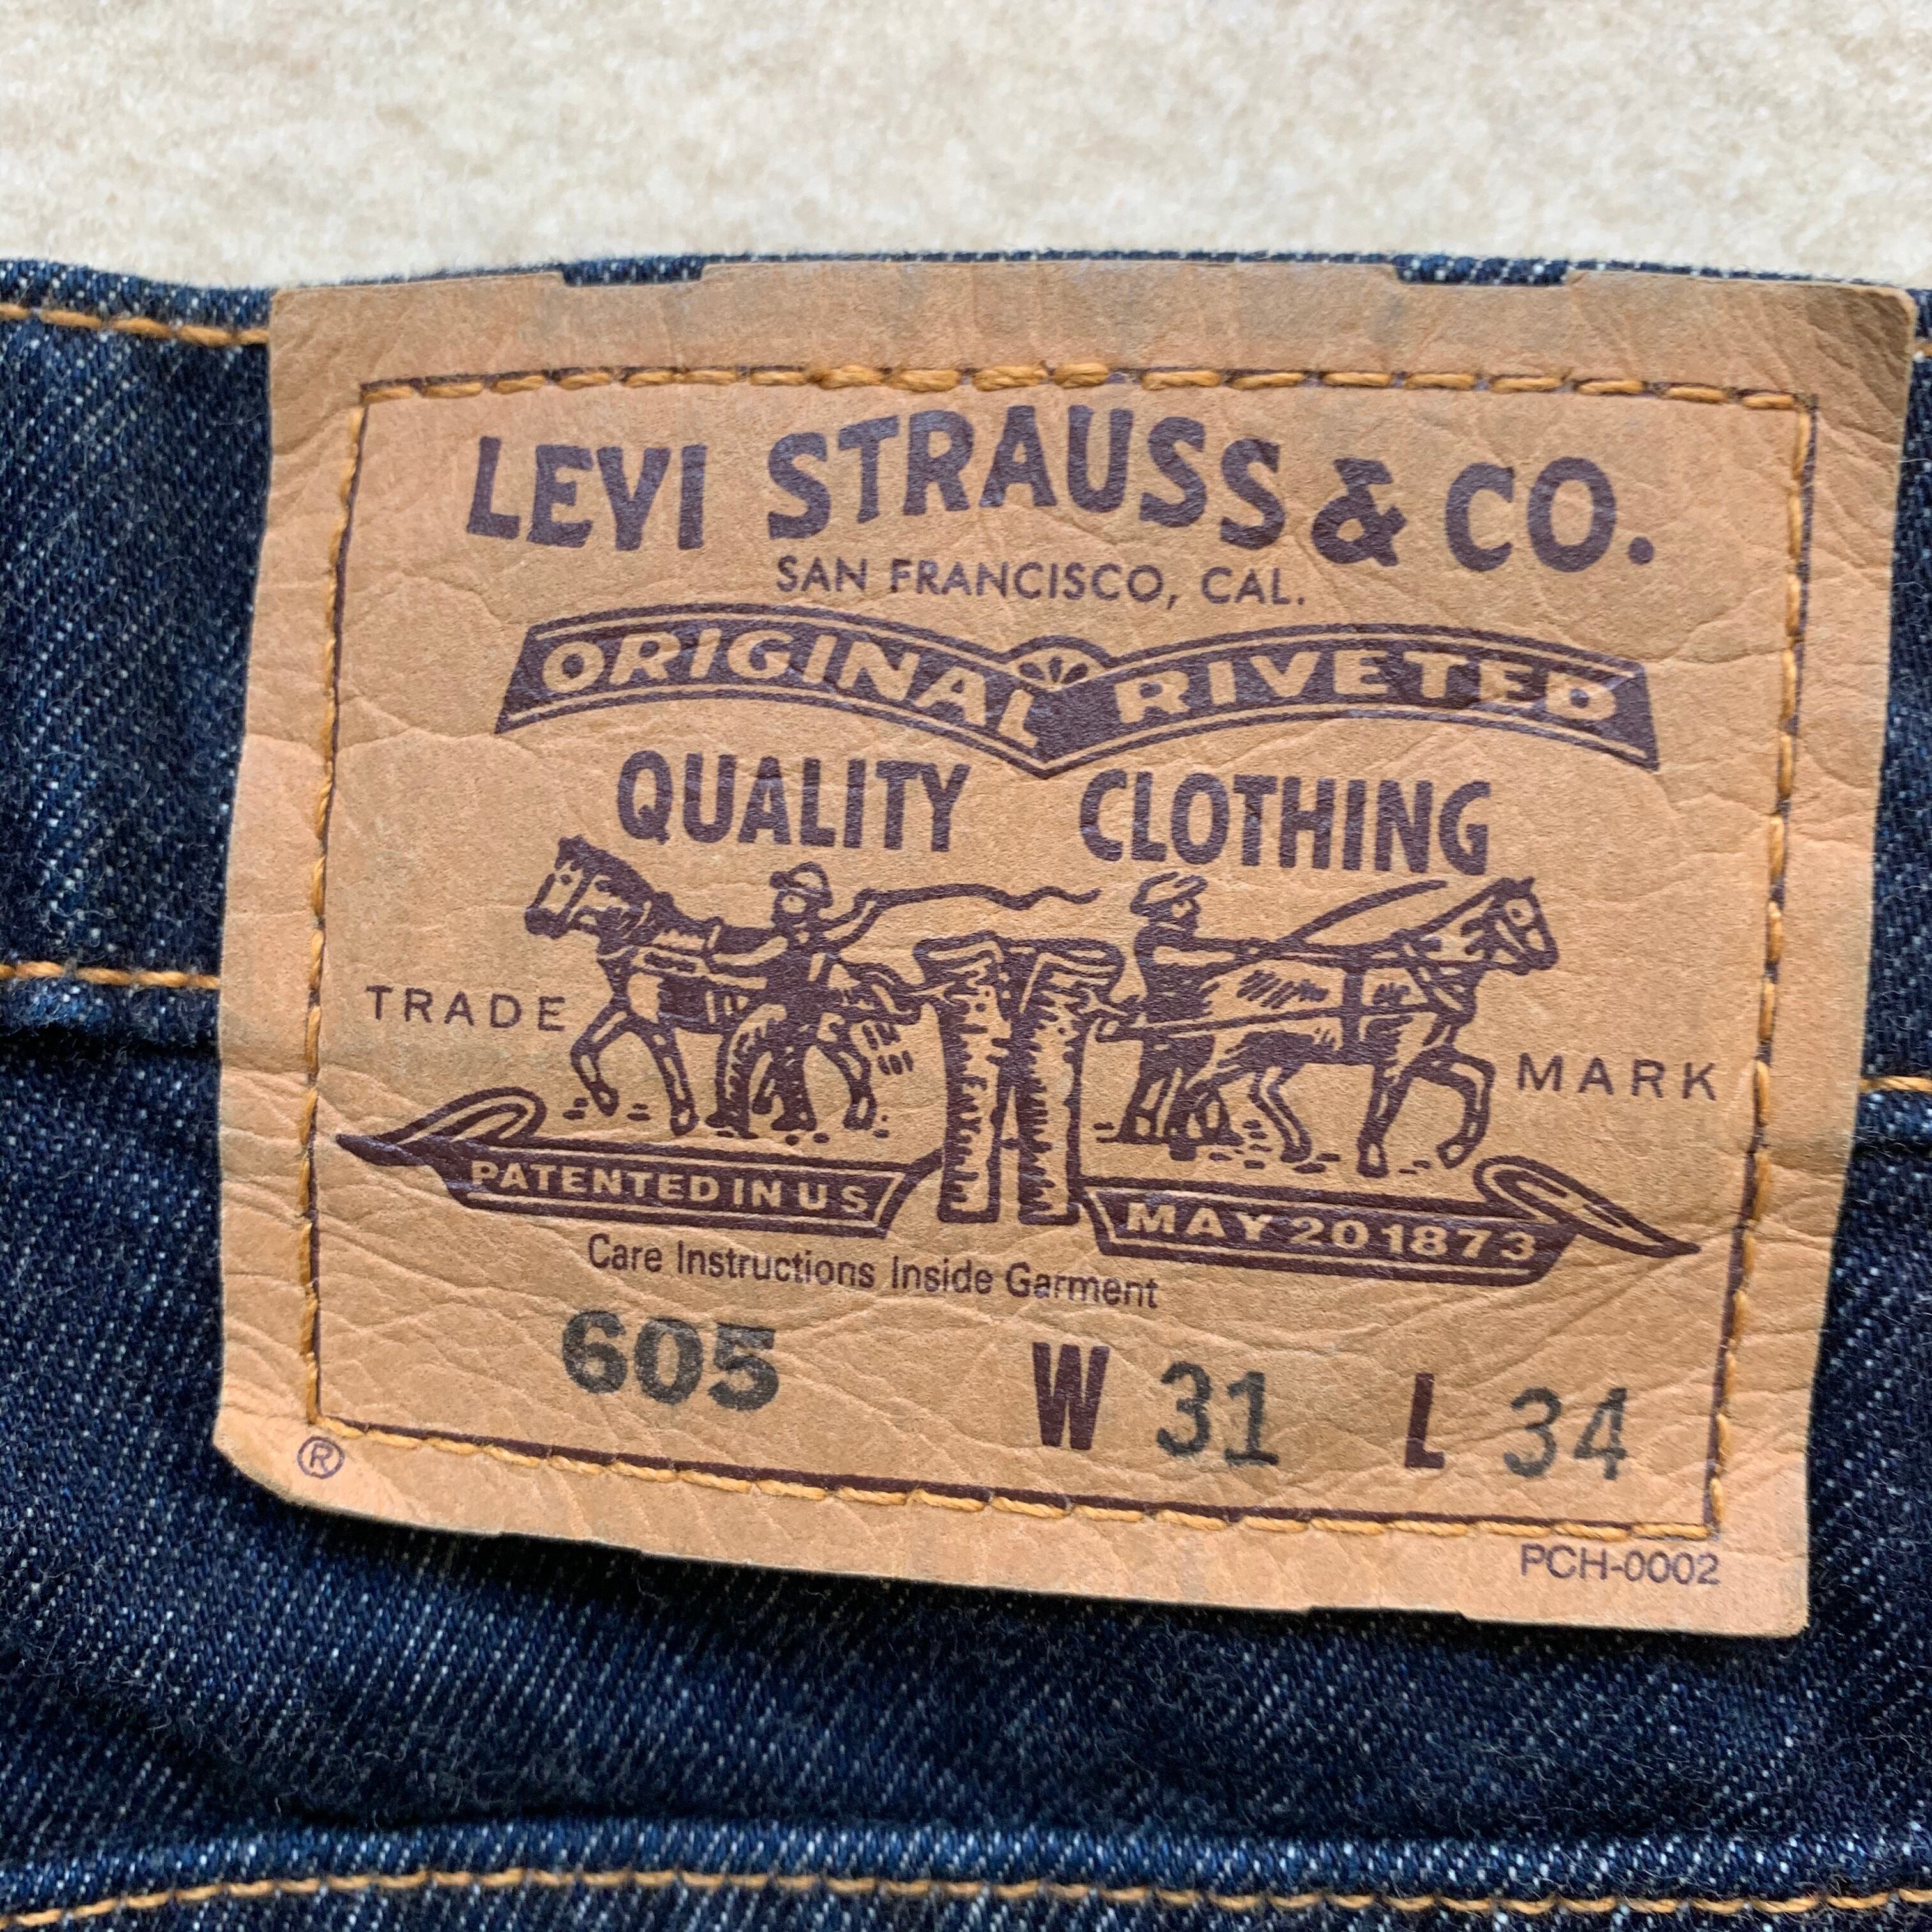 LEVI STRAUSS & CO.
SAN FRANCISCO, CAL.
ORIGINAL RIVETED
QUALITY CLOTHING
TRADE MARK
PATENTED IN U S MAY 20 1873
Care Instructions Inside Garment
605 W 31 L 34
®
PCH-0002